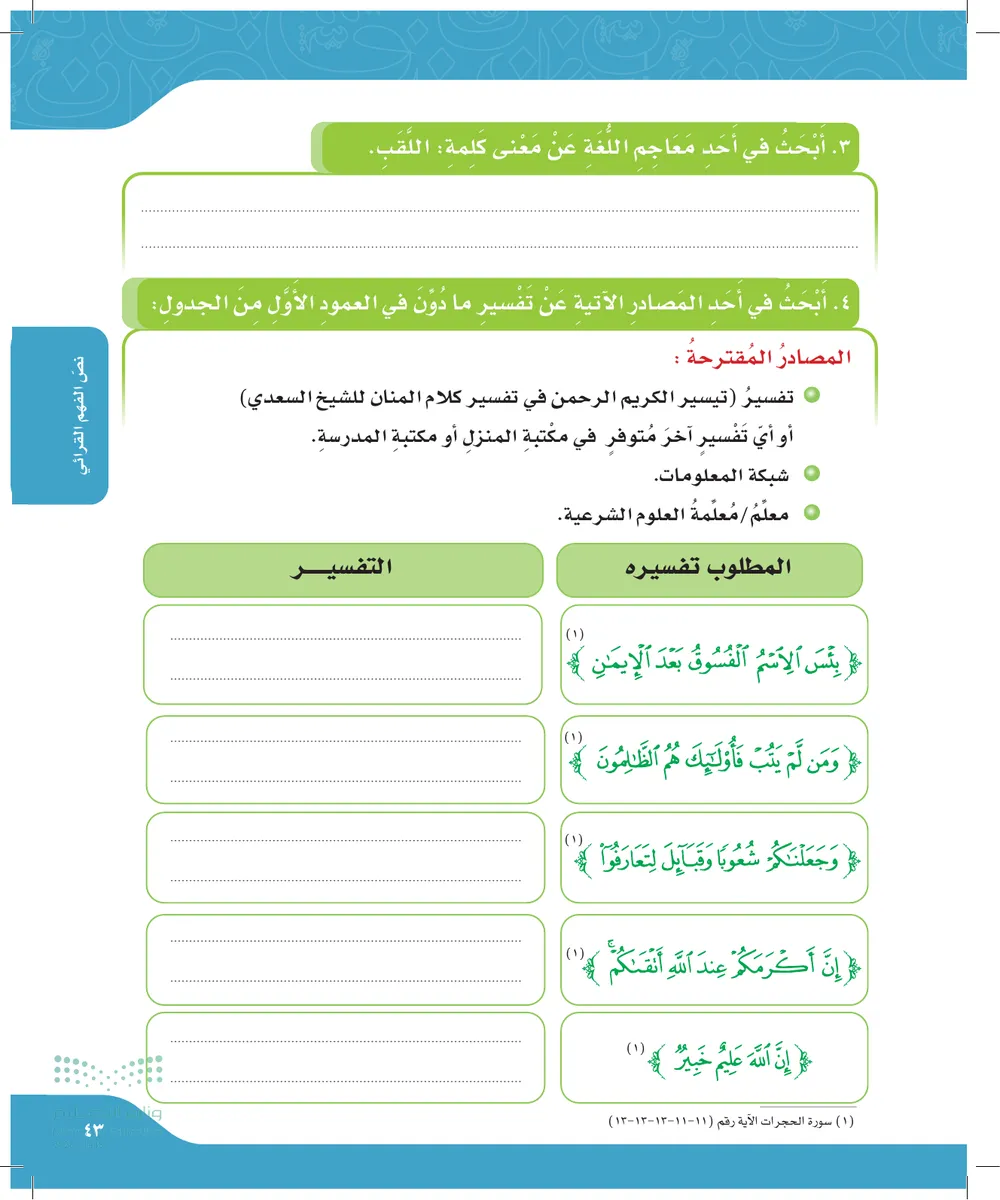 ٣. أَبْحَثُ في أَحَدِ مَعَاجِمِ اللُّغَةِ عَنْ مَعْنى كَلِمةِ: اللَّقَبِ.
٤. أَبْحَثُ في أَحَدِ المَصادرِ الآتيةِ عَنْ تَفْسيرِ ما دُوِّنَ في العمودِ الأَوَّلِ مِنَ الجدولِ:
المصادرُ المُقترحةُ :
تفسيرُ (تيسير الكريم الرحمن في تفسير كلام المنان للشيخ السعدي)
أو أيّ تَفْسيرٍ آخرَ مُتوفرٍ في مكْتبةِ المنزلِ أو مكتبةِ المدرسةِ.
شبكة المعلومات.
معلِّمُ/مُعلِّمةُ العلوم الشرعية.
المطلوب تفسيره
التفسيـــر
﴿ بِئْسَ ٱلِٱسْمُ ٱلْفُسُوقُ بَعْدَ ٱلْإِيمَـٰنِ ﴾ (١)
﴿ وَمَن لَّمْ يَتُبْ فَأُو۟لَـٰٓئِكَ هُمُ ٱلظَّـٰلِمُونَ ﴾ (١)
﴿ وَجَعَلْنَـٰكُمْ شُعُوبًا وَقَبَآئِلَ لِتَعَارَفُوٓا۟ ﴾ (١)
﴿ إِنَّ أَكْرَمَكُمْ عِندَ ٱللَّهِ أَتْقَىٰكُمْ ۚ ﴾ (١)
﴿ إِنَّ ٱللَّهَ عَلِيمٌ خَبِيرٌ ﴾ (١)
(١) سورة الحجرات الآية رقم (١١-١١-١٣-١٣-١٣)
نصّ الفهم القرائي
٤٣